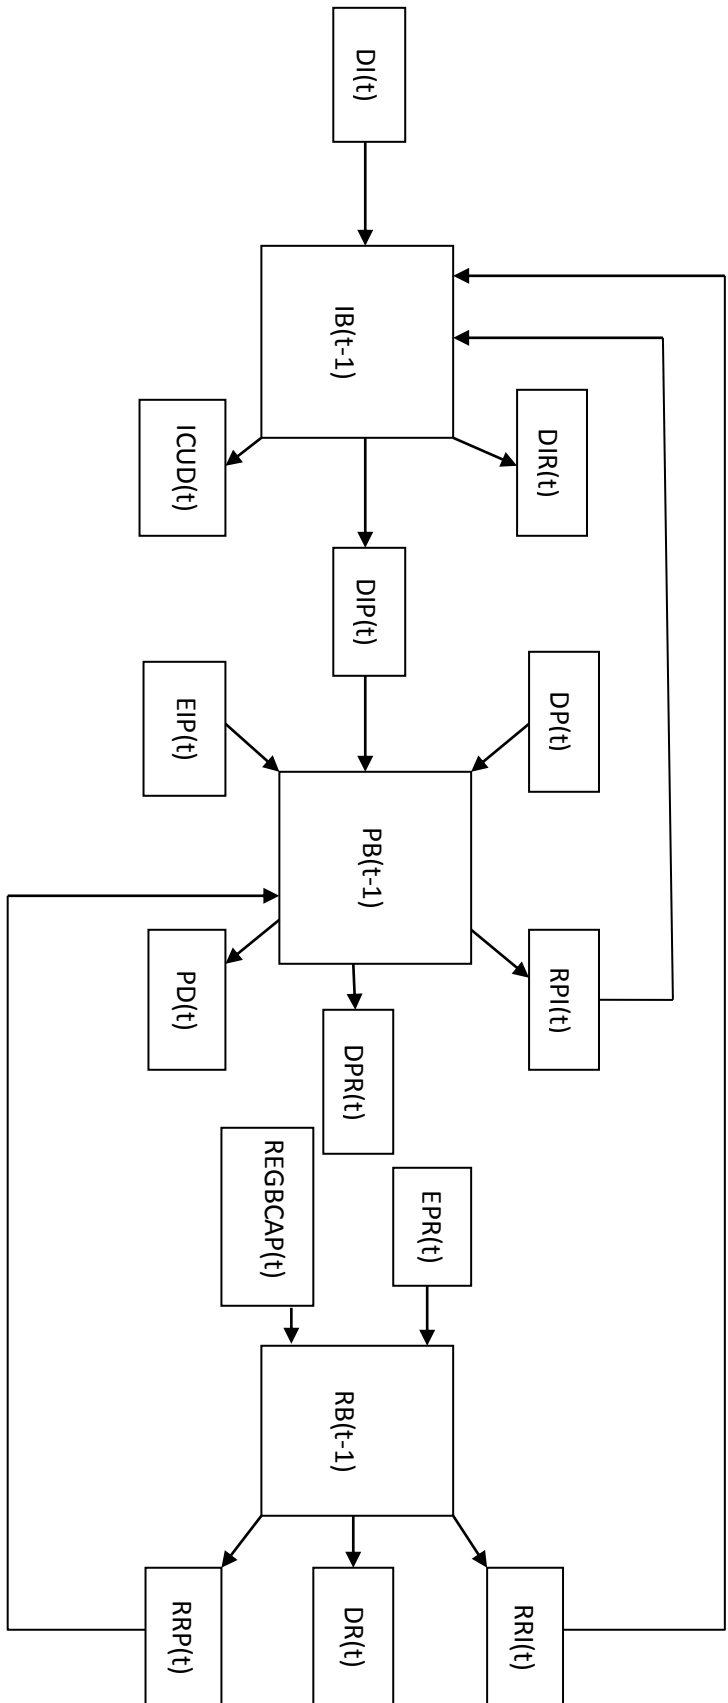 DI(t)
IB(t-1)
DIR(t)
ICUD(t)
DIP(t)
DP(t)
EIP(t)
PB(t-1)
RPI(t)
PD(t)
DPR(t)
REGBCAP(t)
EPR(t)
RB(t-1)
RRI(t)
DR(t)
RRP(t)